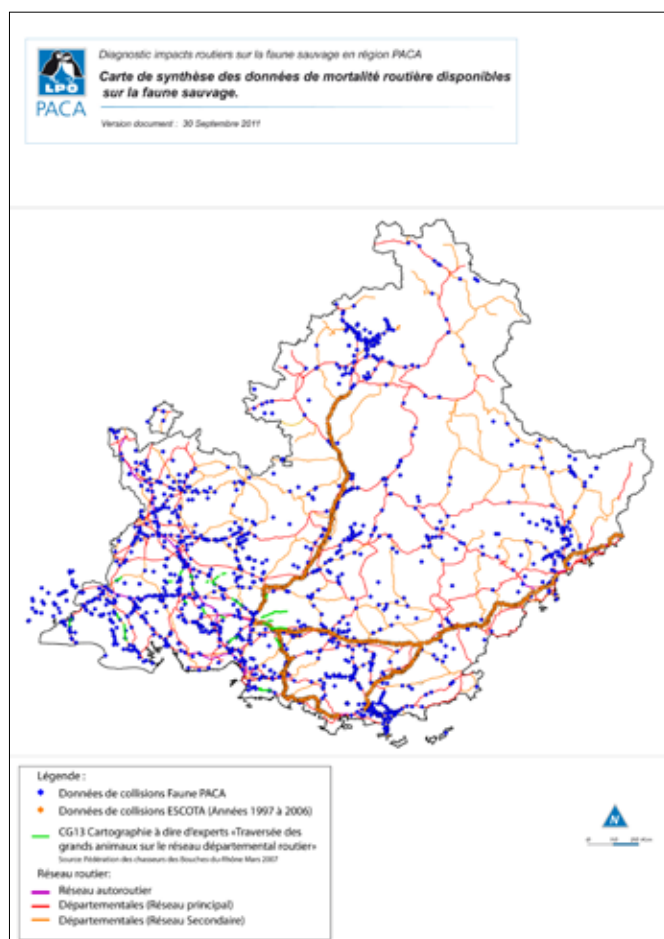 Diagnostic impacts routiers sur la faune sauvage en région PACA
Carte de synthèse des données de mortalité routière disponibles
sur la faune sauvage.
Version document : 30 Septembre 2011
LPO
PACA
Légende :
Données de collisions Faune PACA
Données de collisions ESCOTA (Années 1997 à 2006)
CG13 Cartographie à dire d'experts «Traversée des
grands animaux sur le réseau départemental routier»
Source Fédération des chasseurs des Bouches-du-Rhône Mars 2007
Réseau routier:
Réseau autoroutier
Départementales (Réseau principal)
Départementales (Réseau Secondaire)
N